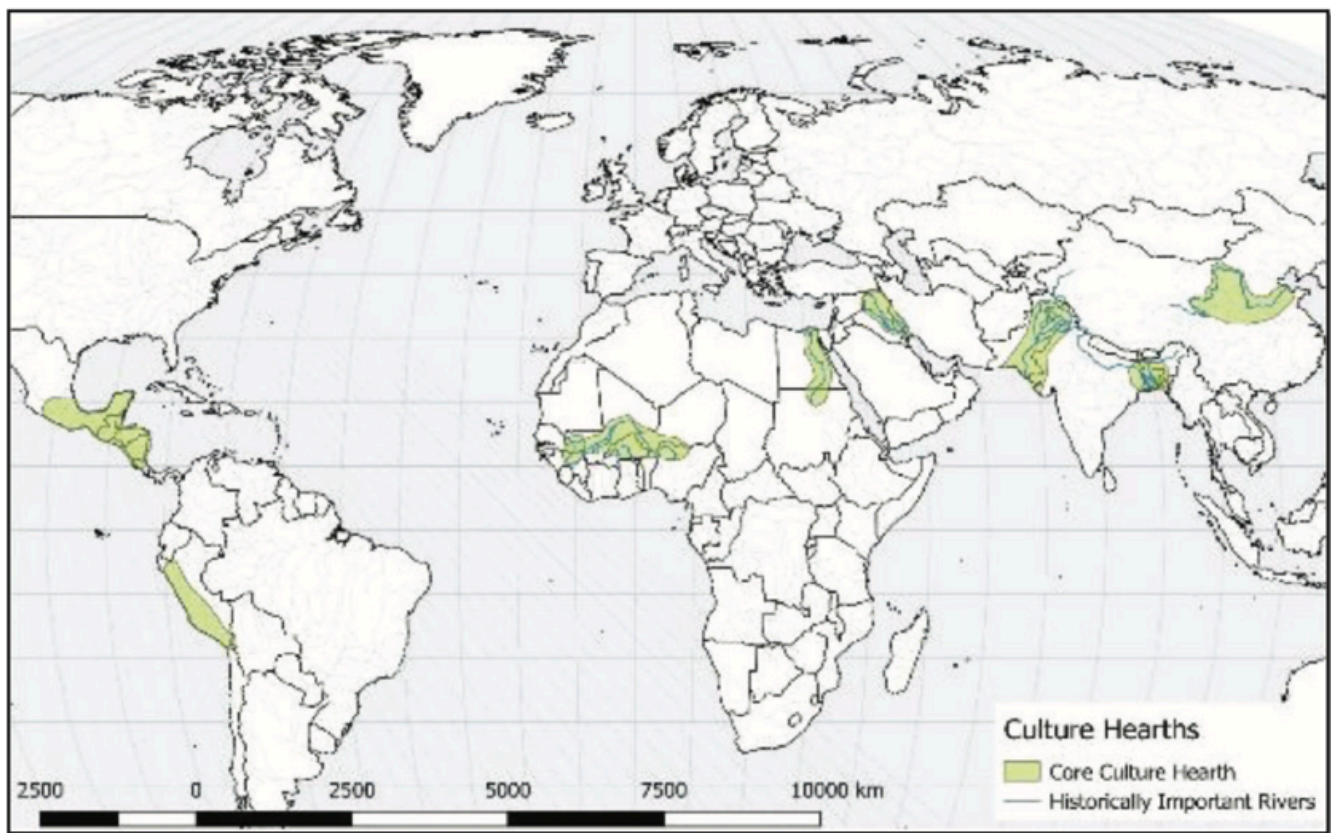 Culture Hearths
Core Culture Hearth
Historically Important Rivers
2500 0 2500 5000 7500 10000 km